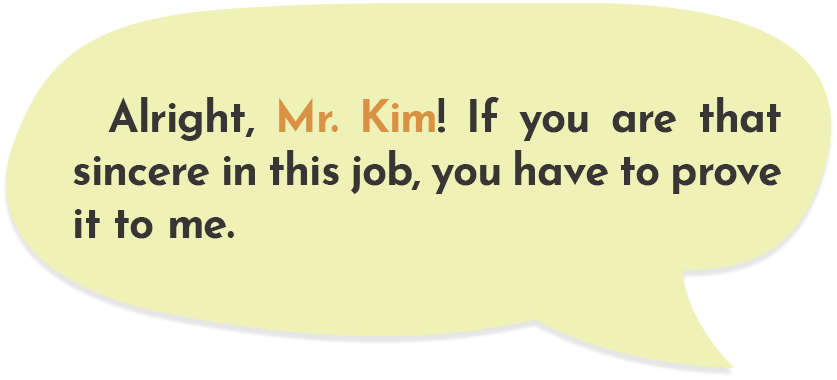 Alright, Mr. Kim! If you are that
sincere in this job, you have to prove
it to me.